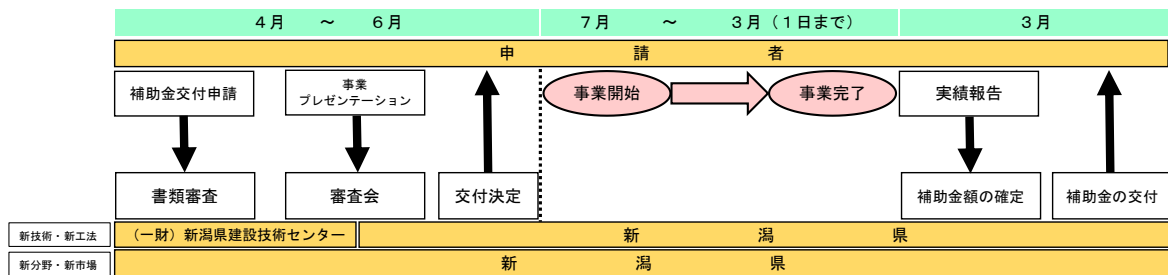 ４月　～　６月
７月　～　３月（１日まで）
３月
申　請　者
補助金交付申請
事業
プレゼンテーション
事業開始
事業完了
実績報告
書類審査
審査会
交付決定
補助金額の確定
補助金の交付
新技術・新工法
（一財）新潟県建設技術センター
新　潟　県
新分野・新市場
新　潟　県